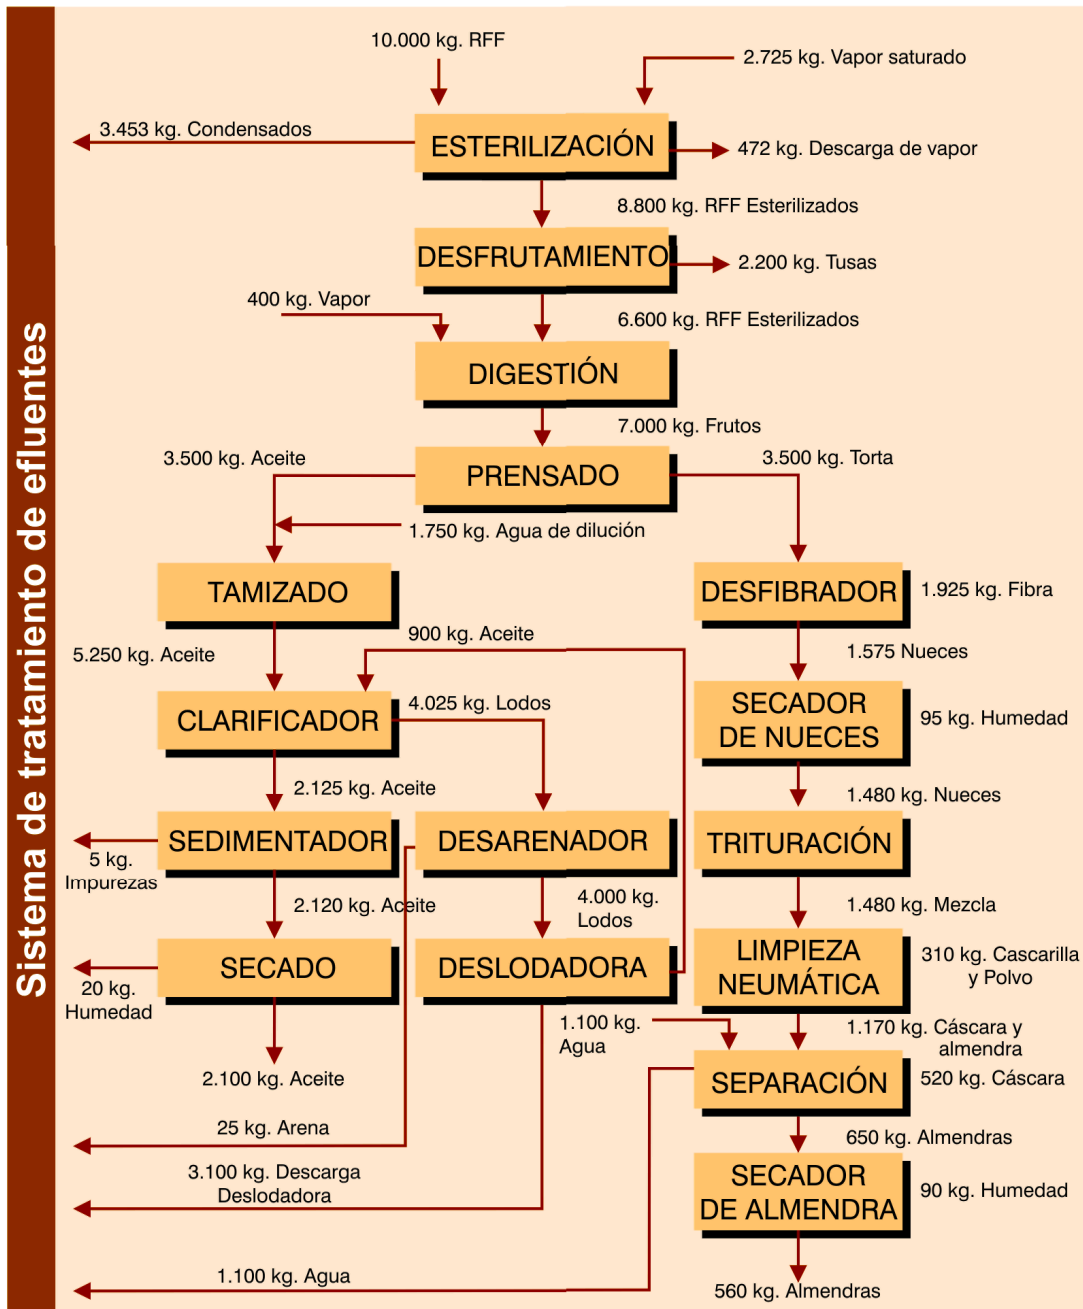 Sistema de tratamiento de efluentes
10.000 kg. RFF
2.725 kg. Vapor saturado
3.453 kg. Condensados
ESTERILIZACIÓN
472 kg. Descarga de vapor
8.800 kg. RFF Esterilizados
DESFRUTAMIENTO
2.200 kg. Tusas
400 kg. Vapor
6.600 kg. RFF Esterilizados
DIGESTIÓN
7.000 kg. Frutos
3.500 kg. Aceite
PRENSADO
3.500 kg. Torta
1.750 kg. Agua de dilución
TAMIZADO
DESFIBRADOR
1.925 kg. Fibra
5.250 kg. Aceite
900 kg. Aceite
1.575 Nueces
CLARIFICADOR
4.025 kg. Lodos
SECADOR
DE NUECES
95 kg. Humedad
2.125 kg. Aceite
1.480 kg. Nueces
SEDIMENTADOR
DESARENADOR
TRITURACIÓN
5 kg.
Impurezas
2.120 kg. Aceite
4.000 kg.
Lodos
1.480 kg. Mezcla
SECADO
DESLODADORA
LIMPIEZA
NEUMÁTICA
310 kg. Cascarilla
y Polvo
20 kg.
Humedad
1.100 kg.
Agua
1.170 kg. Cáscara y
almendra
2.100 kg. Aceite
SEPARACIÓN
520 kg. Cáscara
25 kg. Arena
650 kg. Almendras
3.100 kg. Descarga
Deslodadora
SECADOR
DE ALMENDRA
90 kg. Humedad
1.100 kg. Agua
560 kg. Almendras